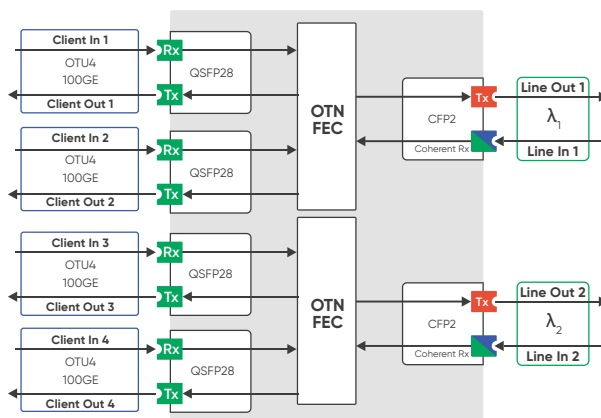 Client In 1
OTU4
100GE
Client Out 1
Rx
Tx
QSFP28
Client In 2
OTU4
100GE
Client Out 2
Rx
Tx
QSFP28
OTN
FEC
CFP2
Coherent Rx
Tx
Line Out 1
λ1
Line In 1
Client In 3
OTU4
100GE
Client Out 3
Rx
Tx
QSFP28
Client In 4
OTU4
100GE
Client Out 4
Rx
Tx
QSFP28
OTN
FEC
CFP2
Coherent Rx
Tx
Line Out 2
λ2
Line In 2